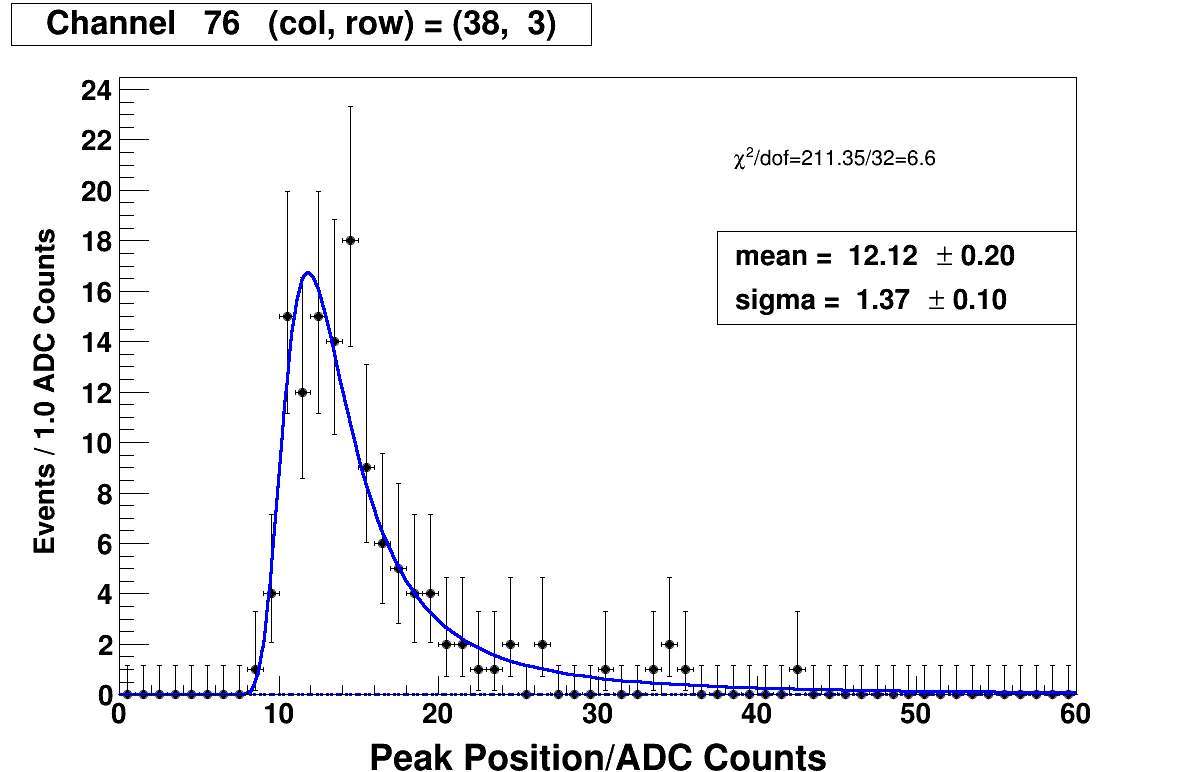 Channel 76 (col, row) = (38, 3)
24
22
20
18
16
14
12
10
8
6
4
2
0
Events / 1.0 ADC Counts
χ²/dof=211.35/32=6.6
mean = 12.12 ± 0.20
sigma = 1.37 ± 0.10
0 10 20 30 40 50 60
Peak Position/ADC Counts